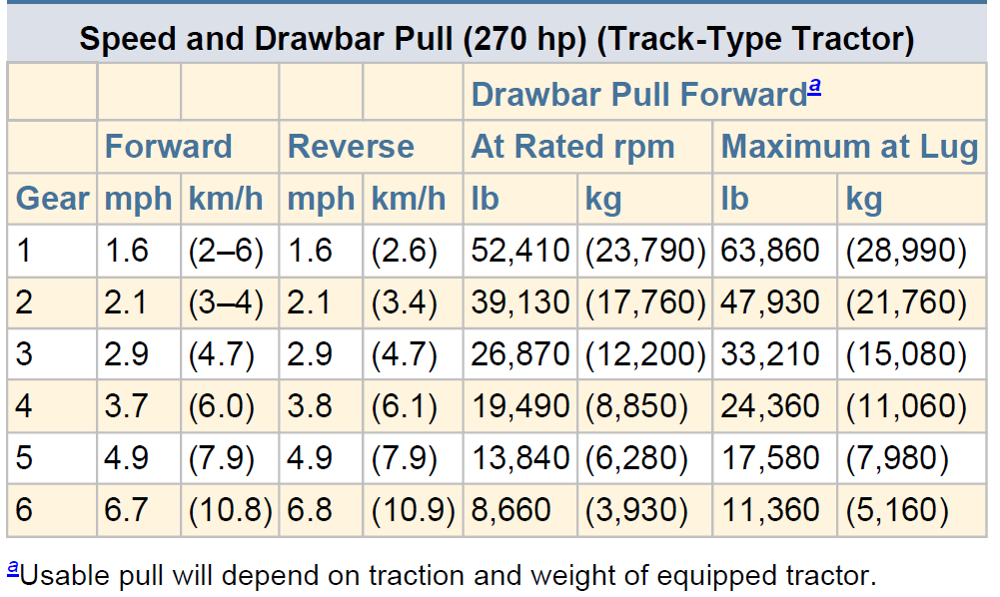 Speed and Drawbar Pull (270 hp) (Track-Type Tractor)
Drawbar Pull Forwardª
Forward Reverse At Rated rpm Maximum at Lug
Gear mph km/h mph km/h lb kg lb kg
1 1.6 (2–6) 1.6 (2.6) 52,410 (23,790) 63,860 (28,990)
2 2.1 (3–4) 2.1 (3.4) 39,130 (17,760) 47,930 (21,760)
3 2.9 (4.7) 2.9 (4.7) 26,870 (12,200) 33,210 (15,080)
4 3.7 (6.0) 3.8 (6.1) 19,490 (8,850) 24,360 (11,060)
5 4.9 (7.9) 4.9 (7.9) 13,840 (6,280) 17,580 (7,980)
6 6.7 (10.8) 6.8 (10.9) 8,660 (3,930) 11,360 (5,160)
ªUsable pull will depend on traction and weight of equipped tractor.